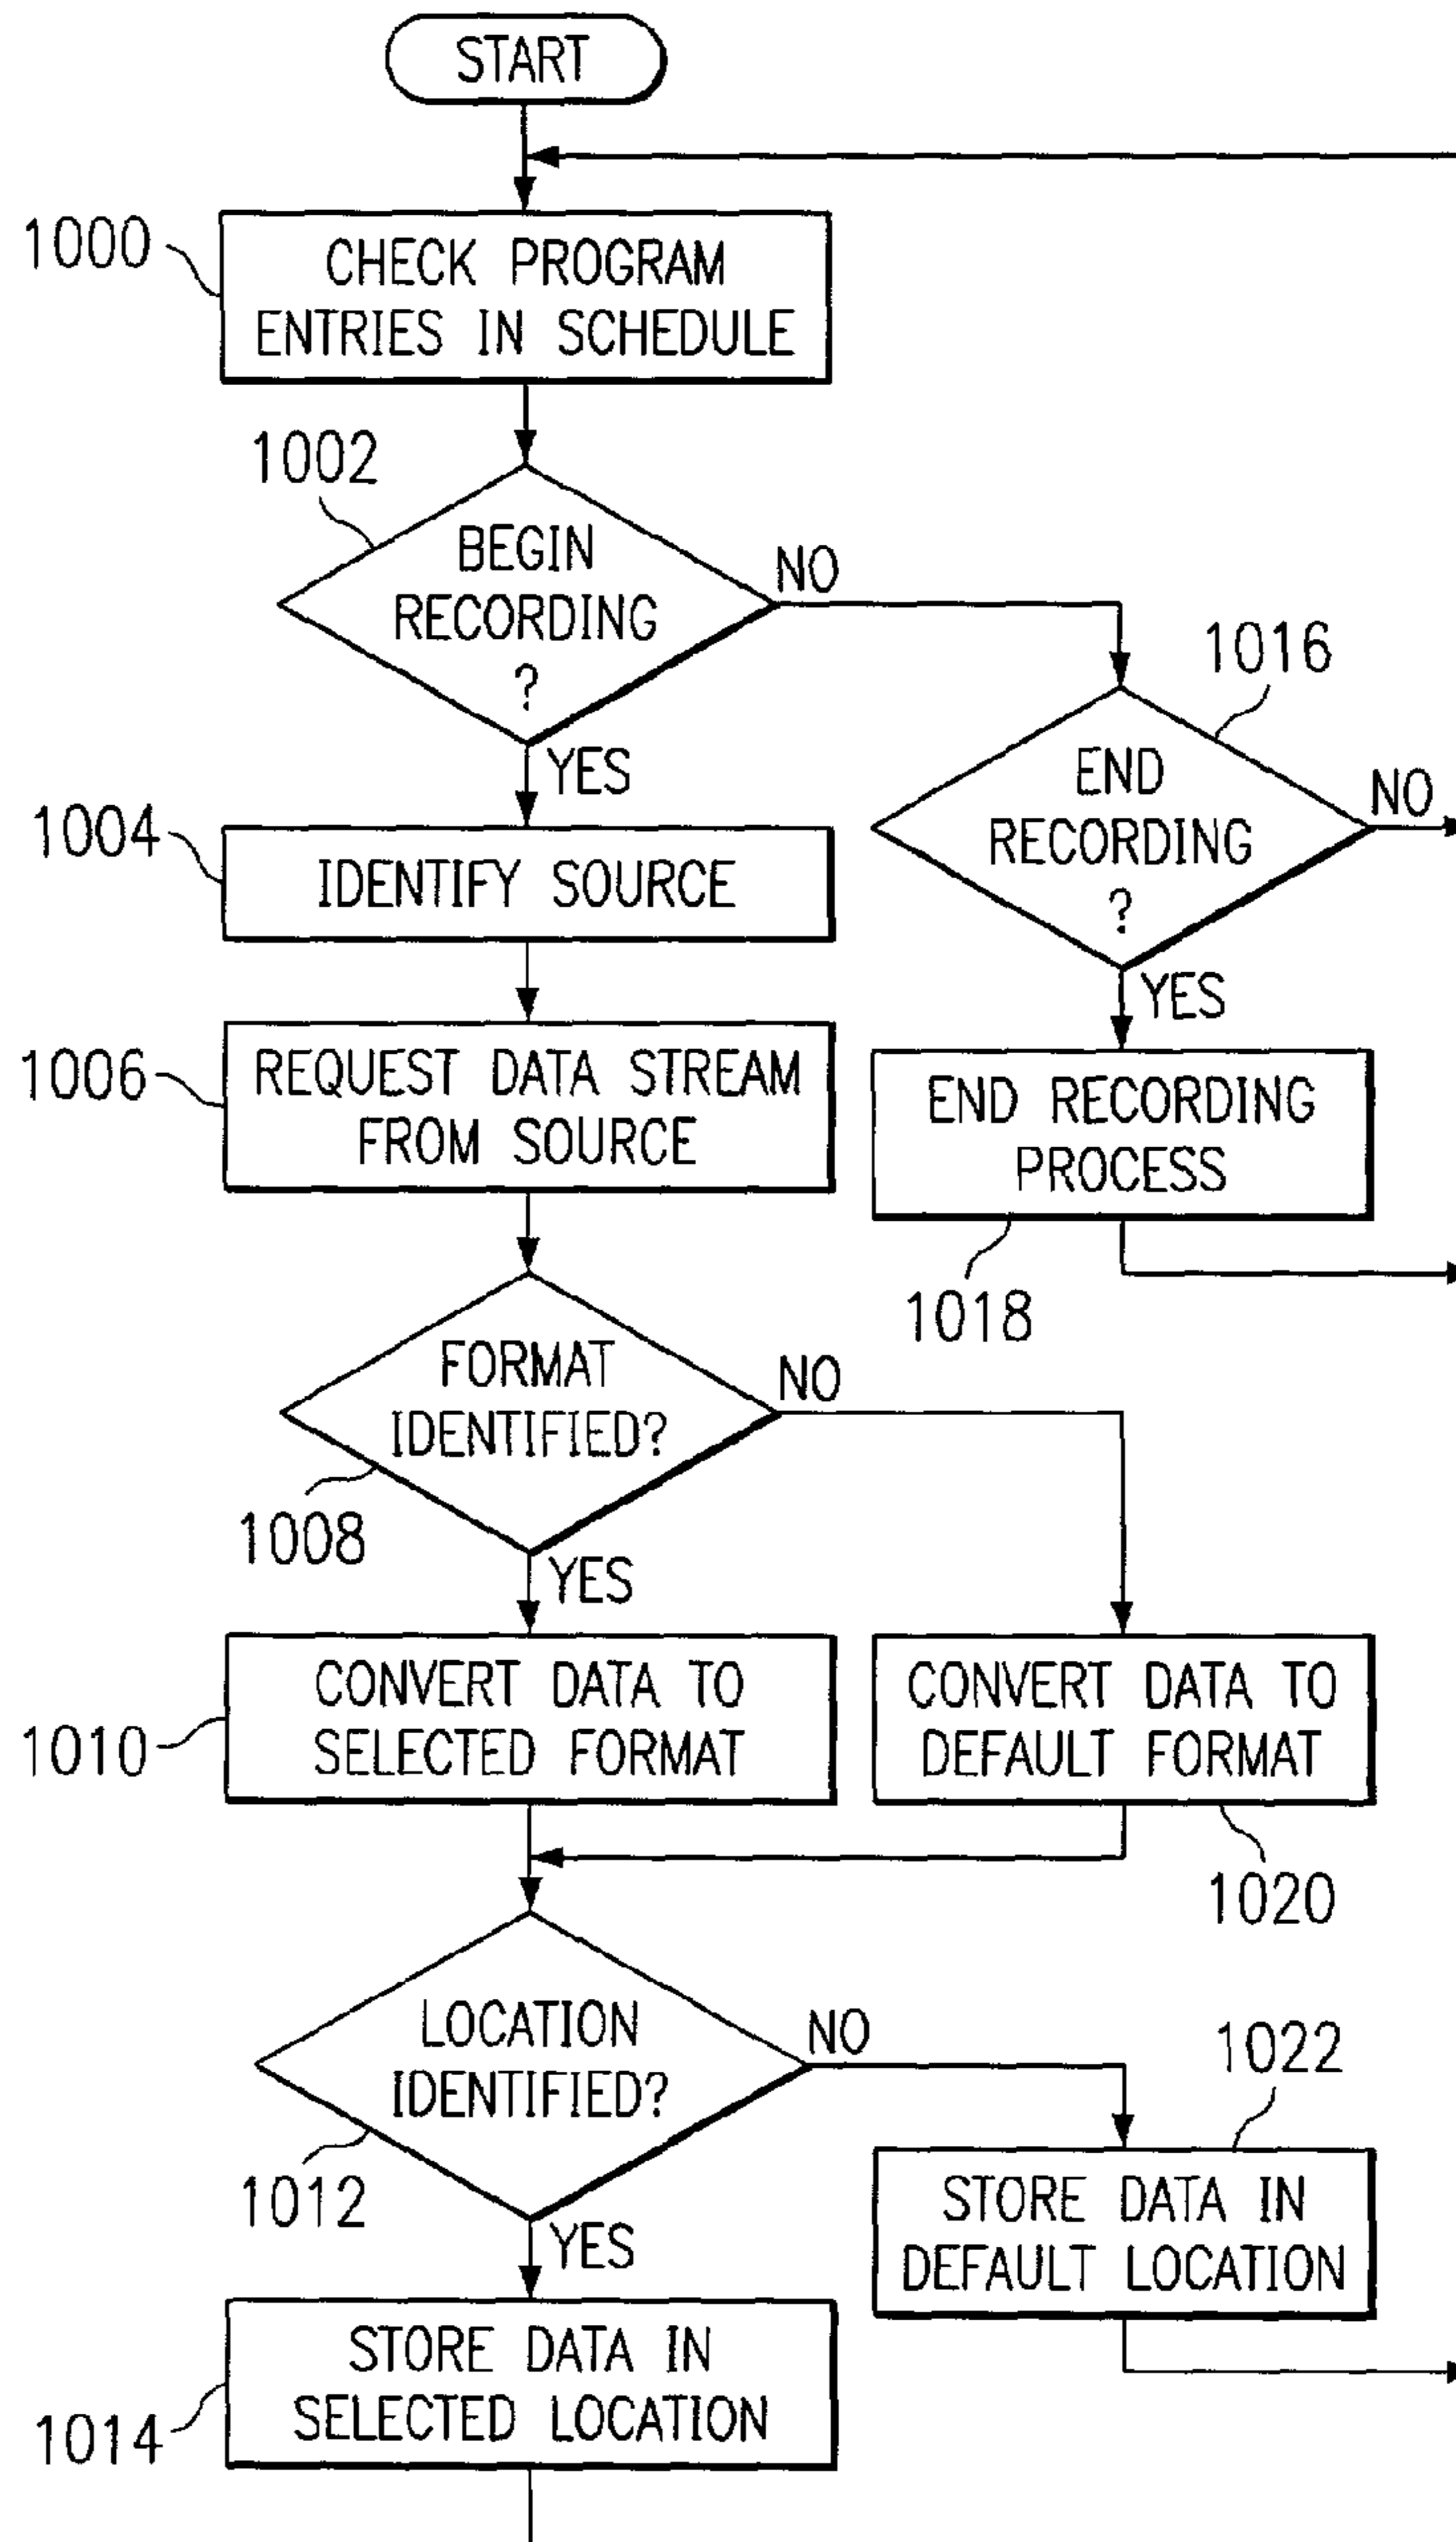 START
1000
CHECK PROGRAM
ENTRIES IN SCHEDULE
1002
BEGIN
RECORDING
?
NO
YES
1016
END
RECORDING
?
NO
YES
1004
IDENTIFY SOURCE
1006
REQUEST DATA STREAM
FROM SOURCE
END RECORDING
PROCESS
1018
FORMAT
IDENTIFIED?
NO
1008
YES
1010
CONVERT DATA TO
SELECTED FORMAT
CONVERT DATA TO
DEFAULT FORMAT
1020
LOCATION
IDENTIFIED?
NO
1012
YES
1022
STORE DATA IN
DEFAULT LOCATION
STORE DATA IN
SELECTED LOCATION
1014